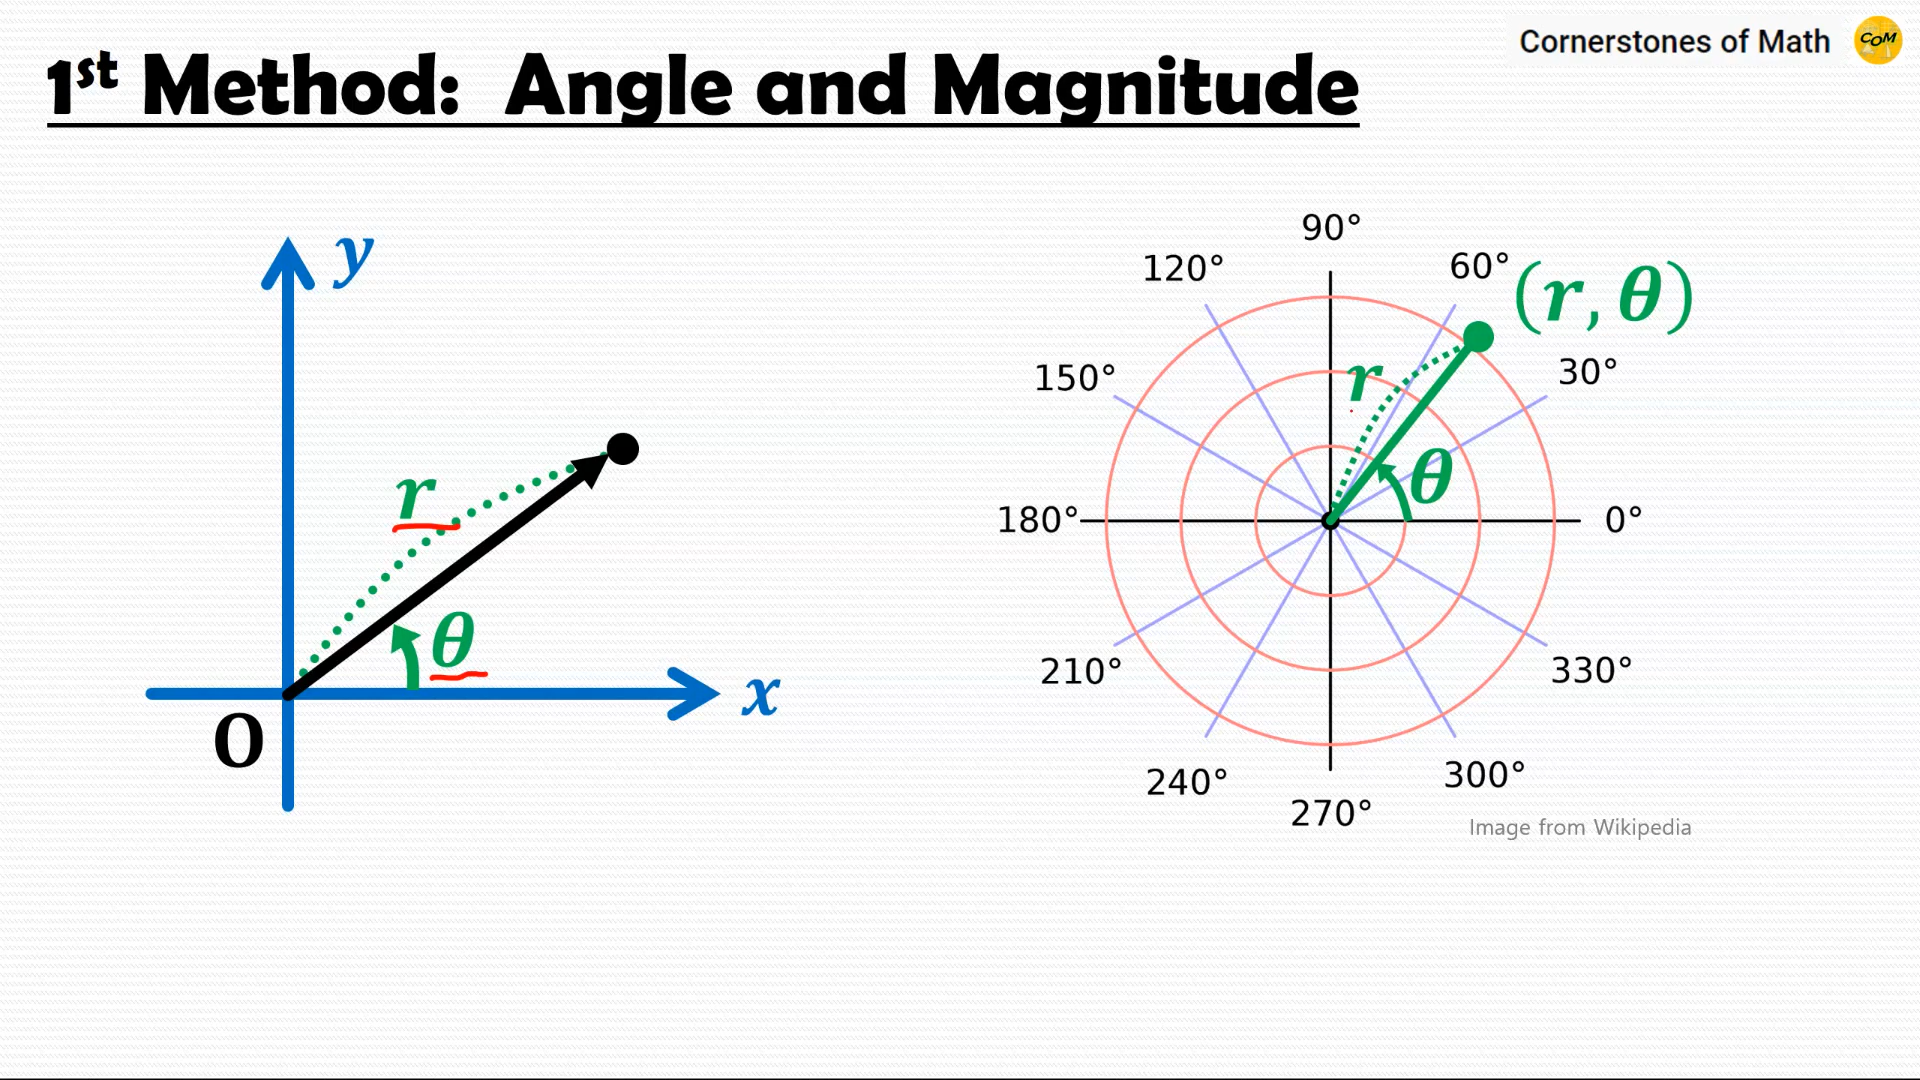 Cornerstones of Math
COM
1st Method: Angle and Magnitude
y
r
θ
x
O
90°
120°
60°
(r, θ)
150°
r
30°
θ
180°
0°
210°
330°
240°
300°
270°
Image from Wikipedia